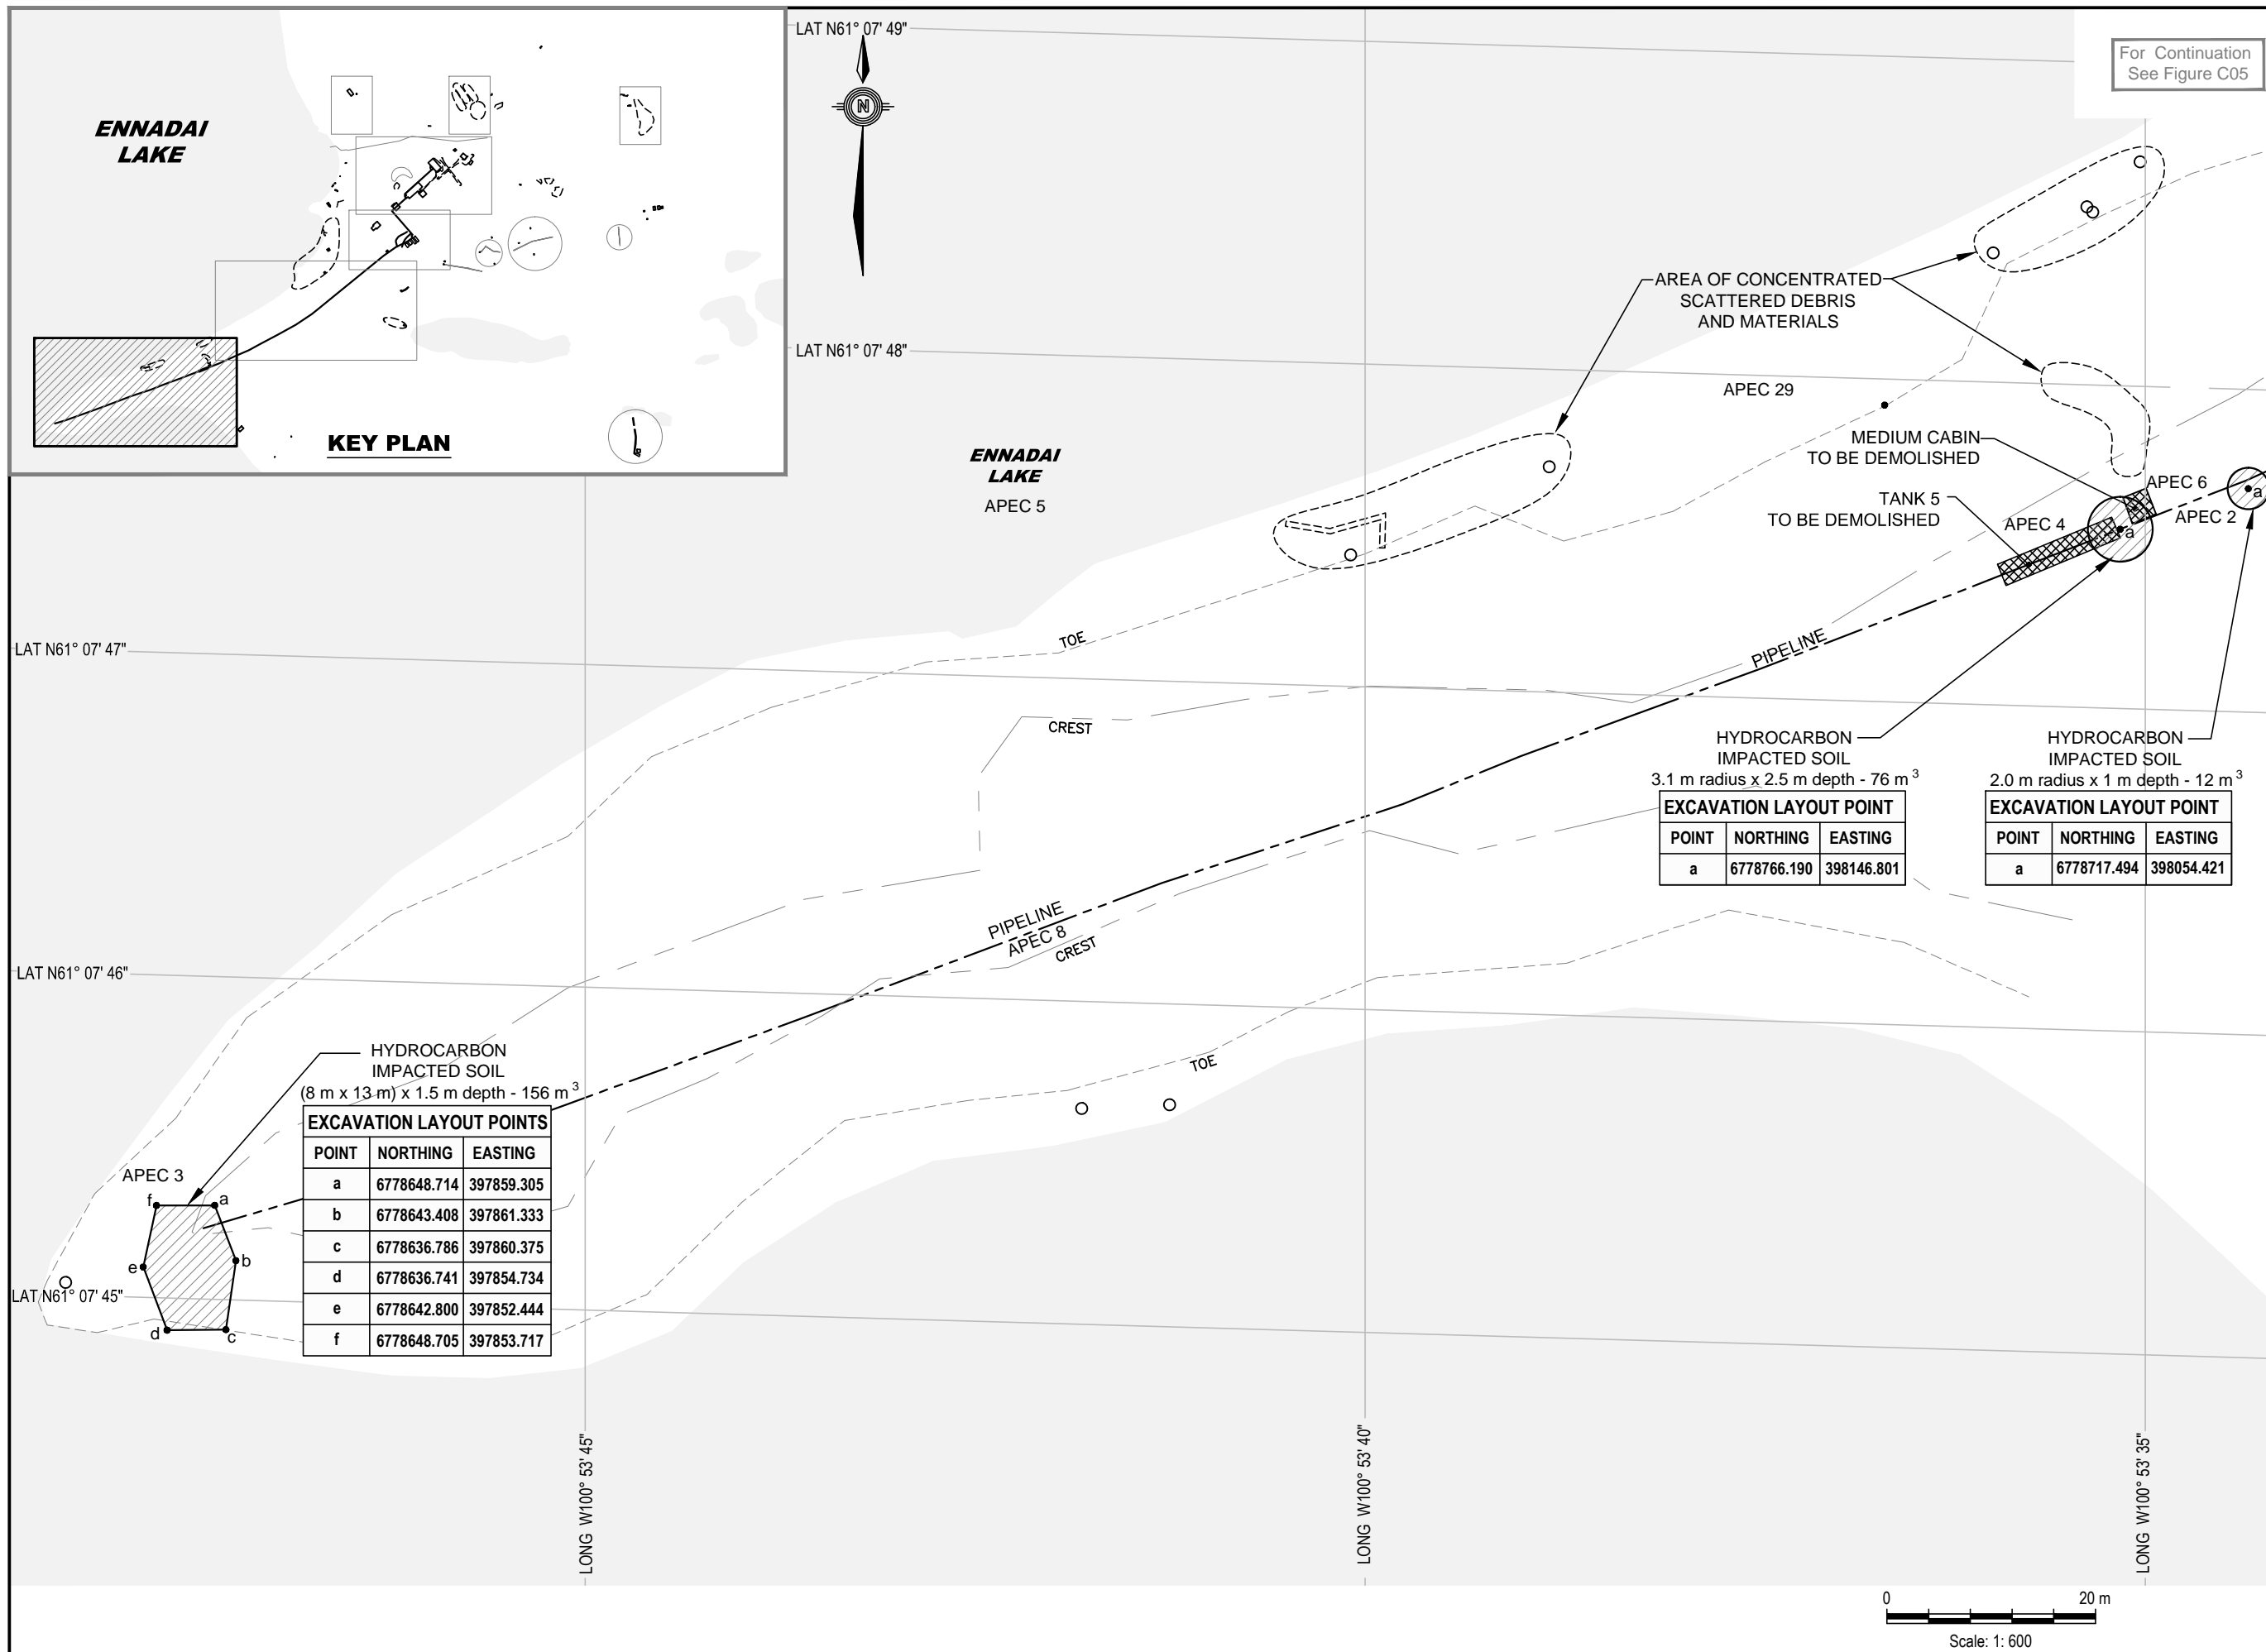 ENNADAI
LAKE
KEY PLAN
LAT N61° 07' 49"
N
For Continuation
See Figure C05
AREA OF CONCENTRATED
SCATTERED DEBRIS
AND MATERIALS
LAT N61° 07' 48"
APEC 29
ENNADAI
LAKE
APEC 5
MEDIUM CABIN
TO BE DEMOLISHED
TANK 5
TO BE DEMOLISHED
APEC 6
APEC 4
APEC 2
a
a
TOE
LAT N61° 07' 47"
PIPELINE
CREST
HYDROCARBON
IMPACTED SOIL
3.1 m radius x 2.5 m depth - 76 m³
EXCAVATION LAYOUT POINT
POINT NORTHING EASTING
a 6778766.190 398146.801
HYDROCARBON
IMPACTED SOIL
2.0 m radius x 1 m depth - 12 m³
EXCAVATION LAYOUT POINT
POINT NORTHING EASTING
a 6778717.494 398054.421
PIPELINE
APEC 8
CREST
LAT N61° 07' 46"
TOE
HYDROCARBON
IMPACTED SOIL
(8 m x 13 m) x 1.5 m depth - 156 m³
EXCAVATION LAYOUT POINTS
POINT NORTHING EASTING
a 6778648.714 397859.305
b 6778643.408 397861.333
c 6778636.786 397860.375
d 6778636.741 397854.734
e 6778642.800 397852.444
f 6778648.705 397853.717
APEC 3
f
a
b
e
d
c
LAT N61° 07' 45"
LONG W100° 53' 45"
LONG W100° 53' 40"
LONG W100° 53' 35"
0 20 m
Scale: 1: 600